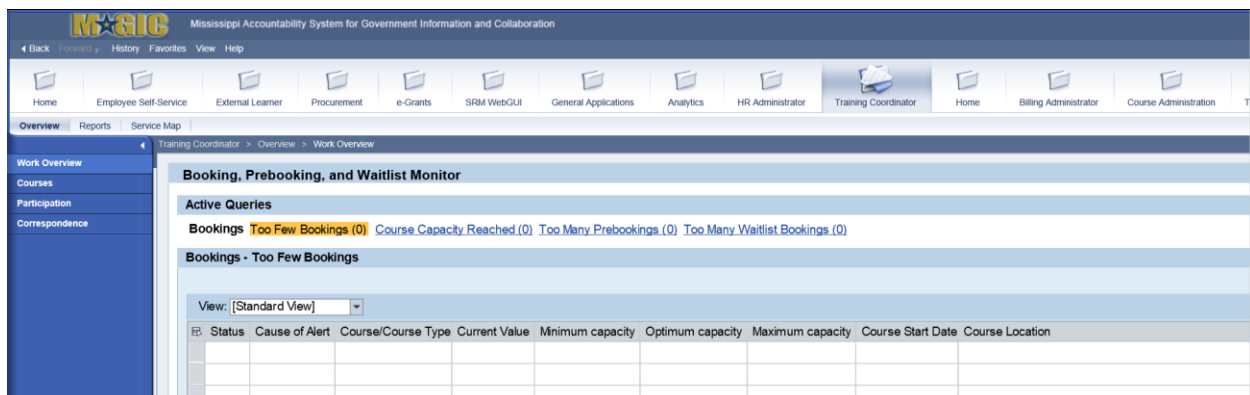 MAGIC Mississippi Accountability System for Government Information and Collaboration
Back Forward History Favorites View Help
Home Employee Self-Service External Learner Procurement e-Grants SRM WebGUI General Applications Analytics HR Administrator Training Coordinator Home Billing Administrator Course Administration T
Overview Reports Service Map
Training Coordinator > Overview > Work Overview
Work Overview
Courses
Participation
Correspondence
Booking, Prebooking, and Waitlist Monitor
Active Queries
Bookings Too Few Bookings (0) Course Capacity Reached (0) Too Many Prebookings (0) Too Many Waitlist Bookings (0)
Bookings - Too Few Bookings
View: [Standard View]
Status Cause of Alert Course/Course Type Current Value Minimum capacity Optimum capacity Maximum capacity Course Start Date Course Location